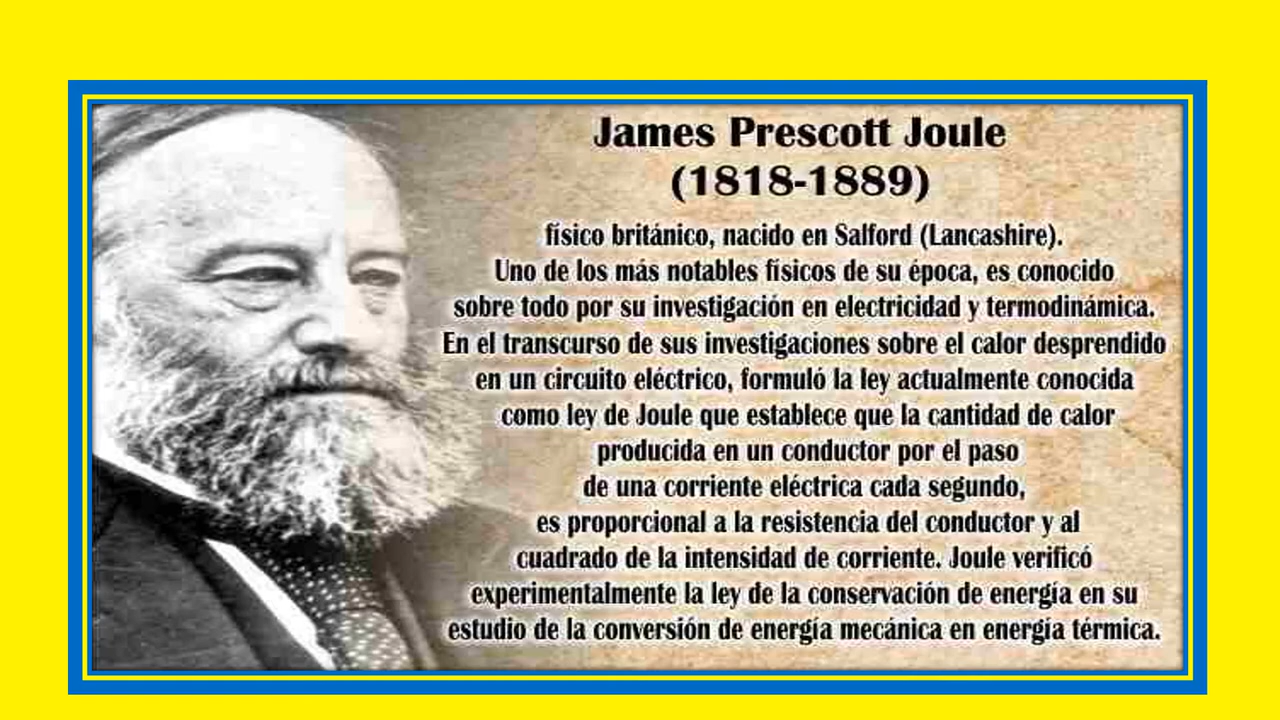 James Prescott Joule
(1818-1889)
físico británico, nacido en Salford (Lancashire).
Uno de los más notables físicos de su época, es conocido
sobre todo por su investigación en electricidad y termodinámica.
En el transcurso de sus investigaciones sobre el calor desprendido
en un circuito eléctrico, formuló la ley actualmente conocida
como ley de Joule que establece que la cantidad de calor
producida en un conductor por el paso
de una corriente eléctrica cada segundo,
es proporcional a la resistencia del conductor y al
cuadrado de la intensidad de corriente. Joule verificó
experimentalmente la ley de la conservación de energía en su
estudio de la conversión de energía mecánica en energía térmica.